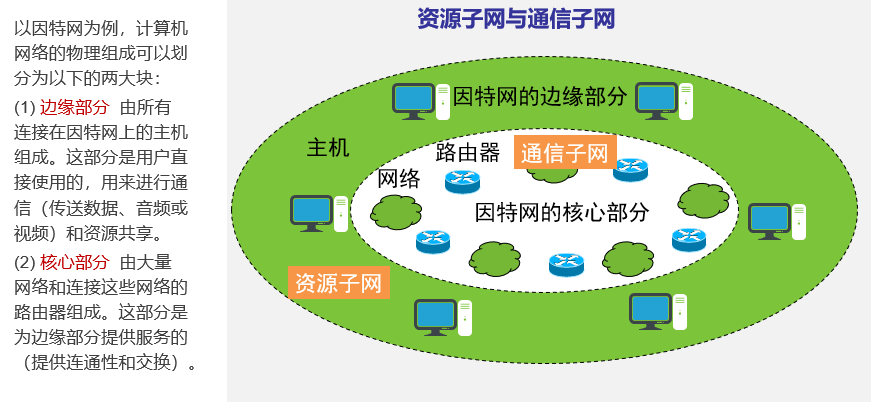 以因特网为例，计算机
网络的物理组成可以划
分为以下的两大块：
(1) 边缘部分 由所有
连接在因特网上的主机
组成。这部分是用户直
接使用的，用来进行通
信（传送数据、音频或
视频）和资源共享。
(2) 核心部分 由大量
网络和连接这些网络的
路由器组成。这部分是
为边缘部分提供服务的
（提供连通性和交换）。
资源子网与通信子网
因特网的边缘部分
主机
路由器
通信子网
网络
因特网的核心部分
资源子网